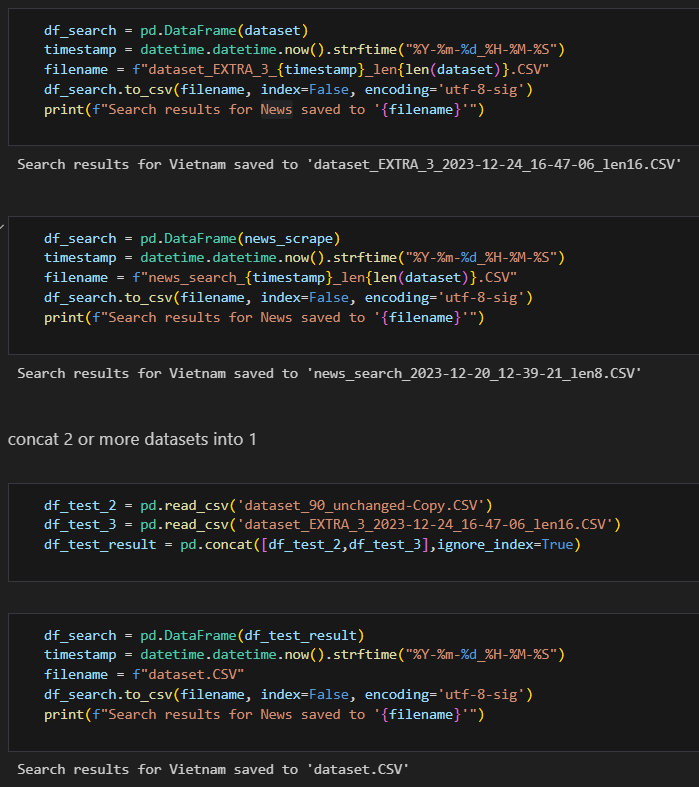 df_search = pd.DataFrame(dataset)
timestamp = datetime.datetime.now().strftime("%Y-%m-%d_%H-%M-%S")
filename = f"dataset_EXTRA_3_{timestamp}_len{len(dataset)}.CSV"
df_search.to_csv(filename, index=False, encoding='utf-8-sig')
print(f"Search results for News saved to '{filename}'")
Search results for Vietnam saved to 'dataset_EXTRA_3_2023-12-24_16-47-06_len16.CSV'
df_search = pd.DataFrame(news_scrape)
timestamp = datetime.datetime.now().strftime("%Y-%m-%d_%H-%M-%S")
filename = f"news_search_{timestamp}_len{len(dataset)}.CSV"
df_search.to_csv(filename, index=False, encoding='utf-8-sig')
print(f"Search results for News saved to '{filename}'")
Search results for Vietnam saved to 'news_search_2023-12-20_12-39-21_len8.CSV'
concat 2 or more datasets into 1
df_test_2 = pd.read_csv('dataset_90_unchanged-Copy.CSV')
df_test_3 = pd.read_csv('dataset_EXTRA_3_2023-12-24_16-47-06_len16.CSV')
df_test_result = pd.concat([df_test_2,df_test_3],ignore_index=True)
df_search = pd.DataFrame(df_test_result)
timestamp = datetime.datetime.now().strftime("%Y-%m-%d_%H-%M-%S")
filename = f"dataset.CSV"
df_search.to_csv(filename, index=False, encoding='utf-8-sig')
print(f"Search results for News saved to '{filename}'")
Search results for Vietnam saved to 'dataset.CSV'